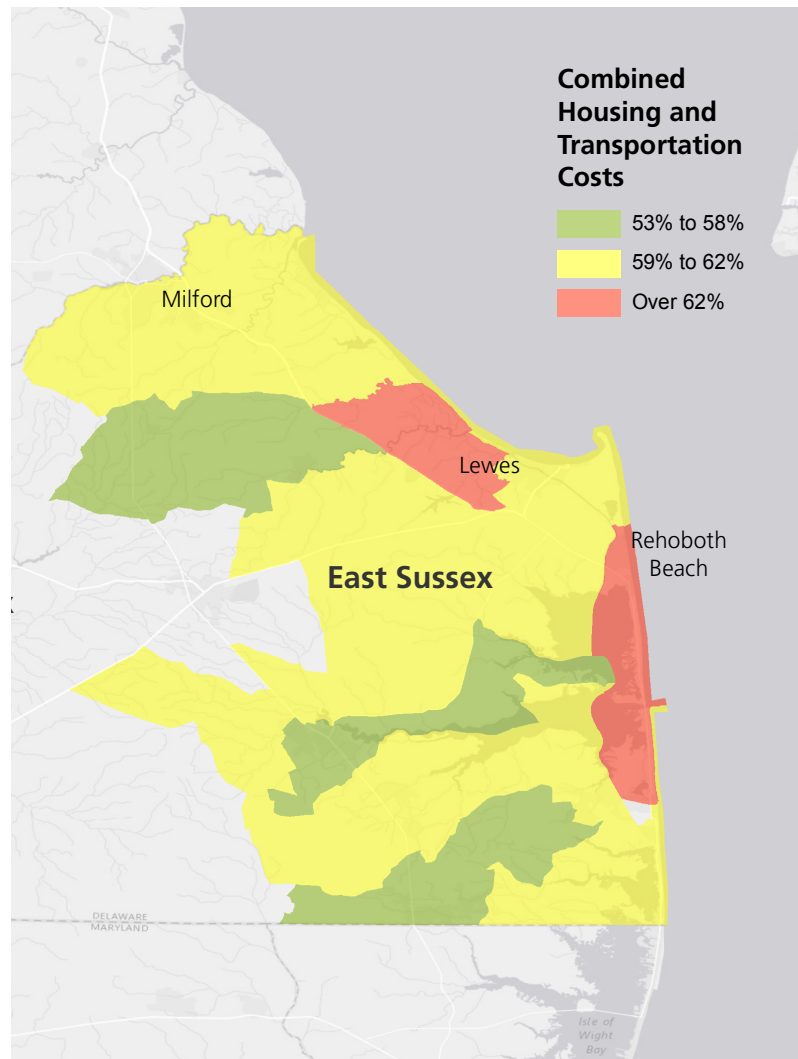 Combined
Housing and
Transportation
Costs
53% to 58%
59% to 62%
Over 62%
Milford
Lewes
Rehoboth
Beach
East Sussex
DELAWARE
MARYLAND
Isle of
Wight
Bay